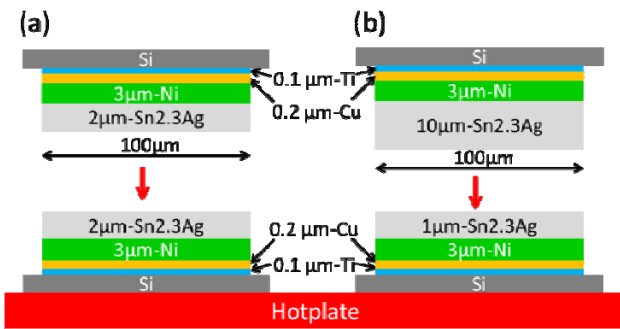 (a)
(b)
Si
Si
0.1 µm-Ti
3µm-Ni
3µm-Ni
0.2 µm-Cu
2µm-Sn2.3Ag
10µm-Sn2.3Ag
100µm
100µm
2µm-Sn2.3Ag
1µm-Sn2.3Ag
0.2 µm-Cu
3µm-Ni
3µm-Ni
0.1 µm-Ti
Si
Si
Hotplate